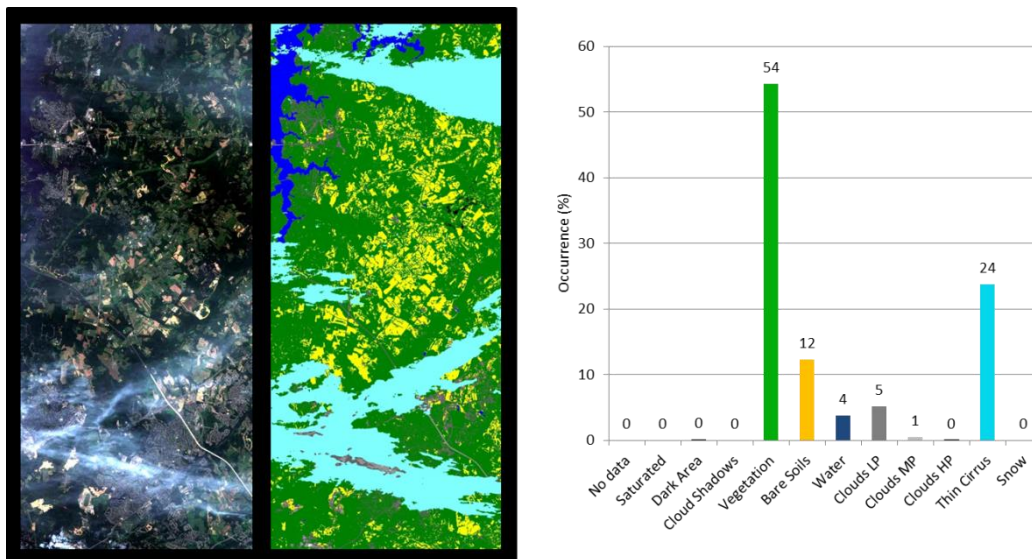 60
50
40
30
20
10
0
Occurrence (%)
0
0
0
0
54
12
4
5
1
0
24
0
No data
Saturated
Dark Area
Cloud Shadows
Vegetation
Bare Soils
Water
Clouds LP
Clouds MP
Clouds HP
Thin Cirrus
Snow